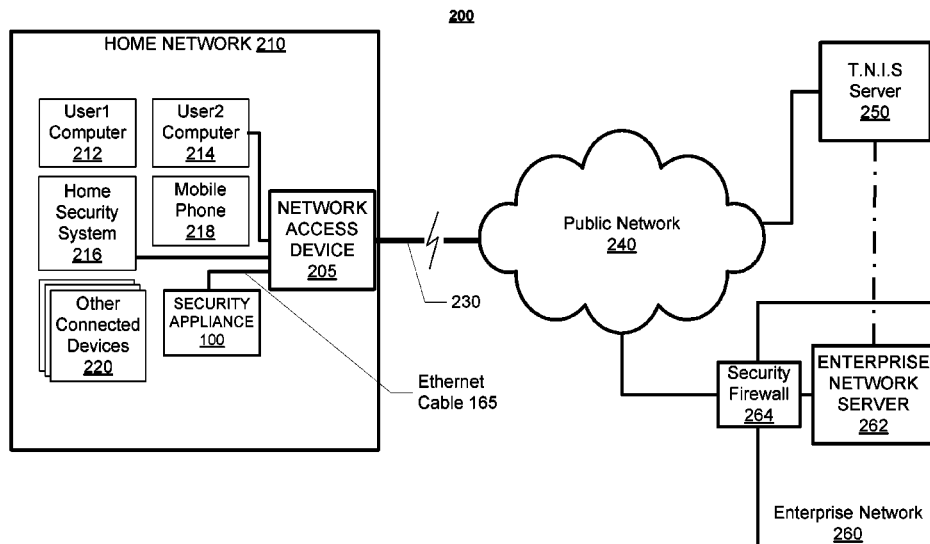 200
HOME NETWORK 210
User1
Computer
212
User2
Computer
214
Home
Security
System
216
Mobile
Phone
218
NETWORK
ACCESS
DEVICE
205
Other
Connected
Devices
220
SECURITY
APPLIANCE
100
Ethernet
Cable 165
230
Public Network
240
T.N.I.S
Server
250
Security
Firewall
264
ENTERPRISE
NETWORK
SERVER
262
Enterprise Network
260